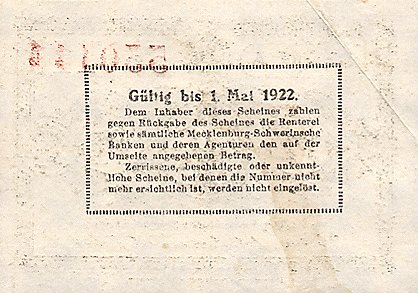 Gültig bis 1. Mai 1922.
Dem Inhaber dieses Scheines zahlen
gegen Rückgabe des Scheines die Renterei
sowie sämtliche Mecklenburg-Schwerinsche
Banken und deren Agenturen den auf der
Umseite angegebenen Betrag.
Zerrissene, beschädigte oder unkennt-
liche Scheine, bei denen die Nummer nicht
mehr ersichtlich ist, werden nicht eingelöst.